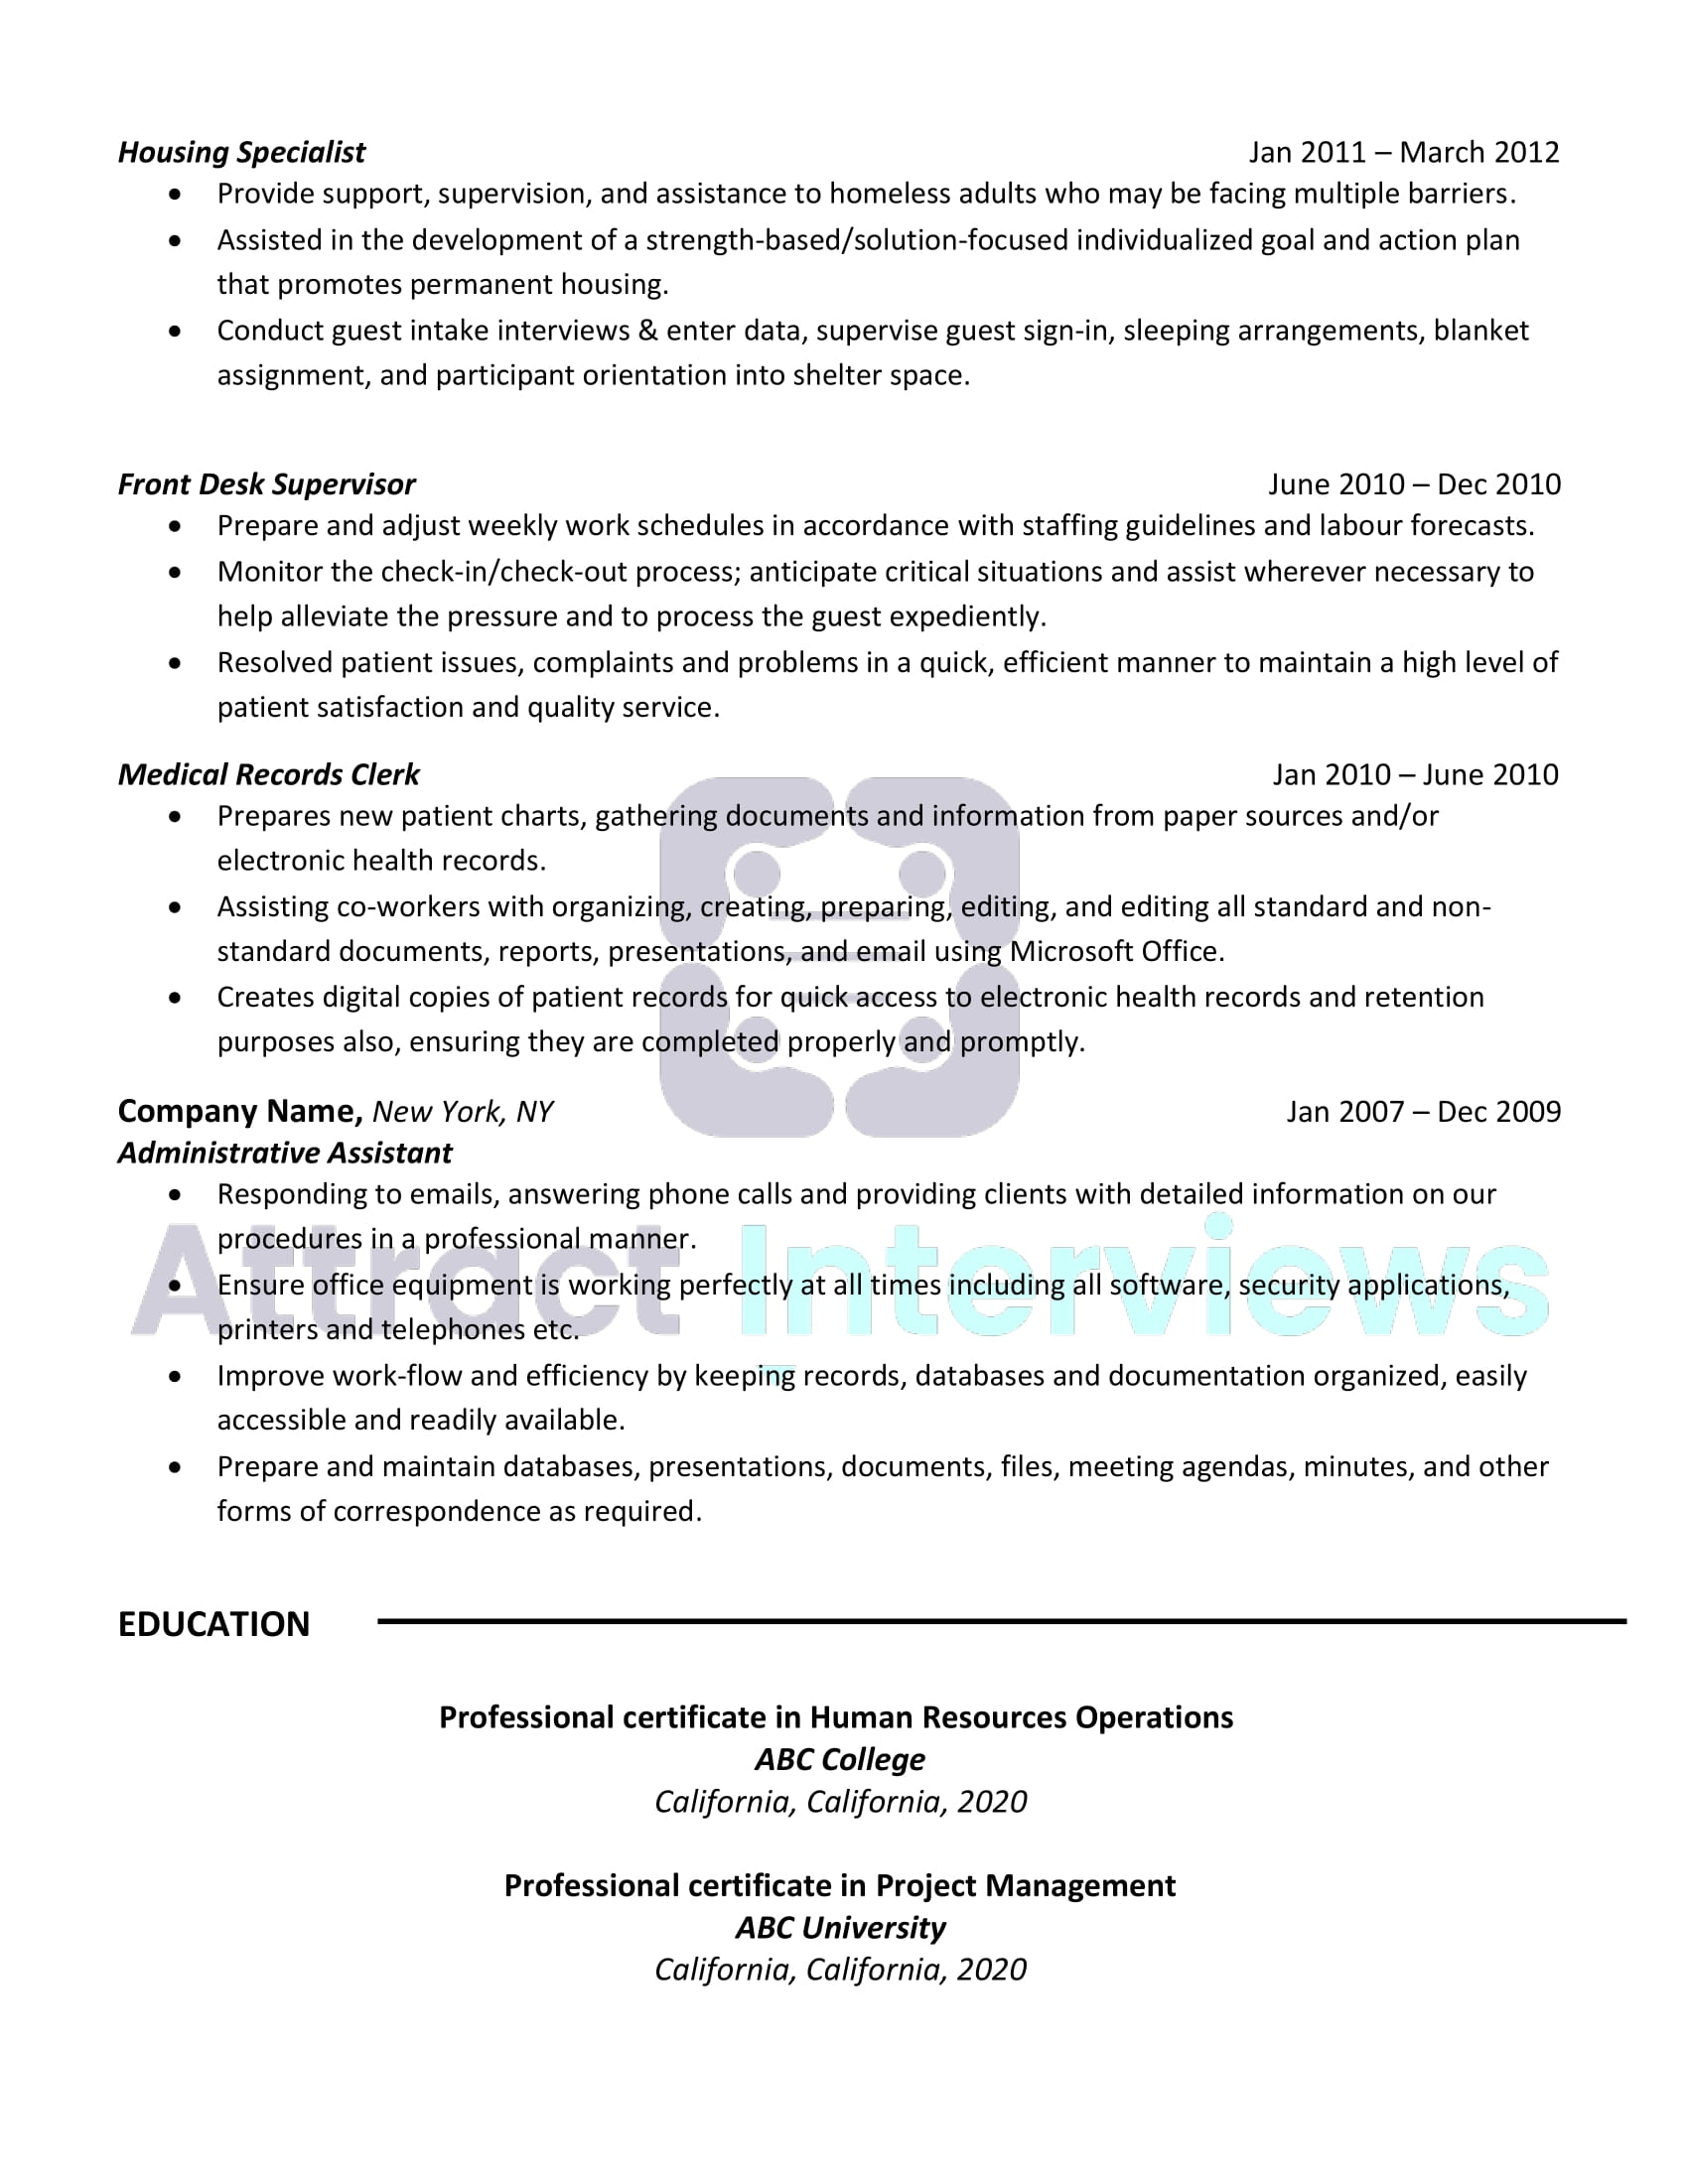 Housing Specialist Jan 2011 – March 2012
• Provide support, supervision, and assistance to homeless adults who may be facing multiple barriers.
• Assisted in the development of a strength-based/solution-focused individualized goal and action plan
that promotes permanent housing.
• Conduct guest intake interviews & enter data, supervise guest sign-in, sleeping arrangements, blanket
assignment, and participant orientation into shelter space.
Front Desk Supervisor June 2010 – Dec 2010
• Prepare and adjust weekly work schedules in accordance with staffing guidelines and labour forecasts.
• Monitor the check-in/check-out process; anticipate critical situations and assist wherever necessary to
help alleviate the pressure and to process the guest expediently.
• Resolved patient issues, complaints and problems in a quick, efficient manner to maintain a high level of
patient satisfaction and quality service.
Medical Records Clerk Jan 2010 – June 2010
• Prepares new patient charts, gathering documents and information from paper sources and/or
electronic health records.
• Assisting co-workers with organizing, creating, preparing, editing, and editing all standard and non-
standard documents, reports, presentations, and email using Microsoft Office.
• Creates digital copies of patient records for quick access to electronic health records and retention
purposes also, ensuring they are completed properly and promptly.
Company Name, New York, NY Jan 2007 – Dec 2009
Administrative Assistant
• Responding to emails, answering phone calls and providing clients with detailed information on our
procedures in a professional manner.
Attract Interviews
• Ensure office equipment is working perfectly at all times including all software, security applications,
printers and telephones etc.
• Improve work-flow and efficiency by keeping records, databases and documentation organized, easily
accessible and readily available.
• Prepare and maintain databases, presentations, documents, files, meeting agendas, minutes, and other
forms of correspondence as required.
EDUCATION
Professional certificate in Human Resources Operations
ABC College
California, California, 2020
Professional certificate in Project Management
ABC University
California, California, 2020